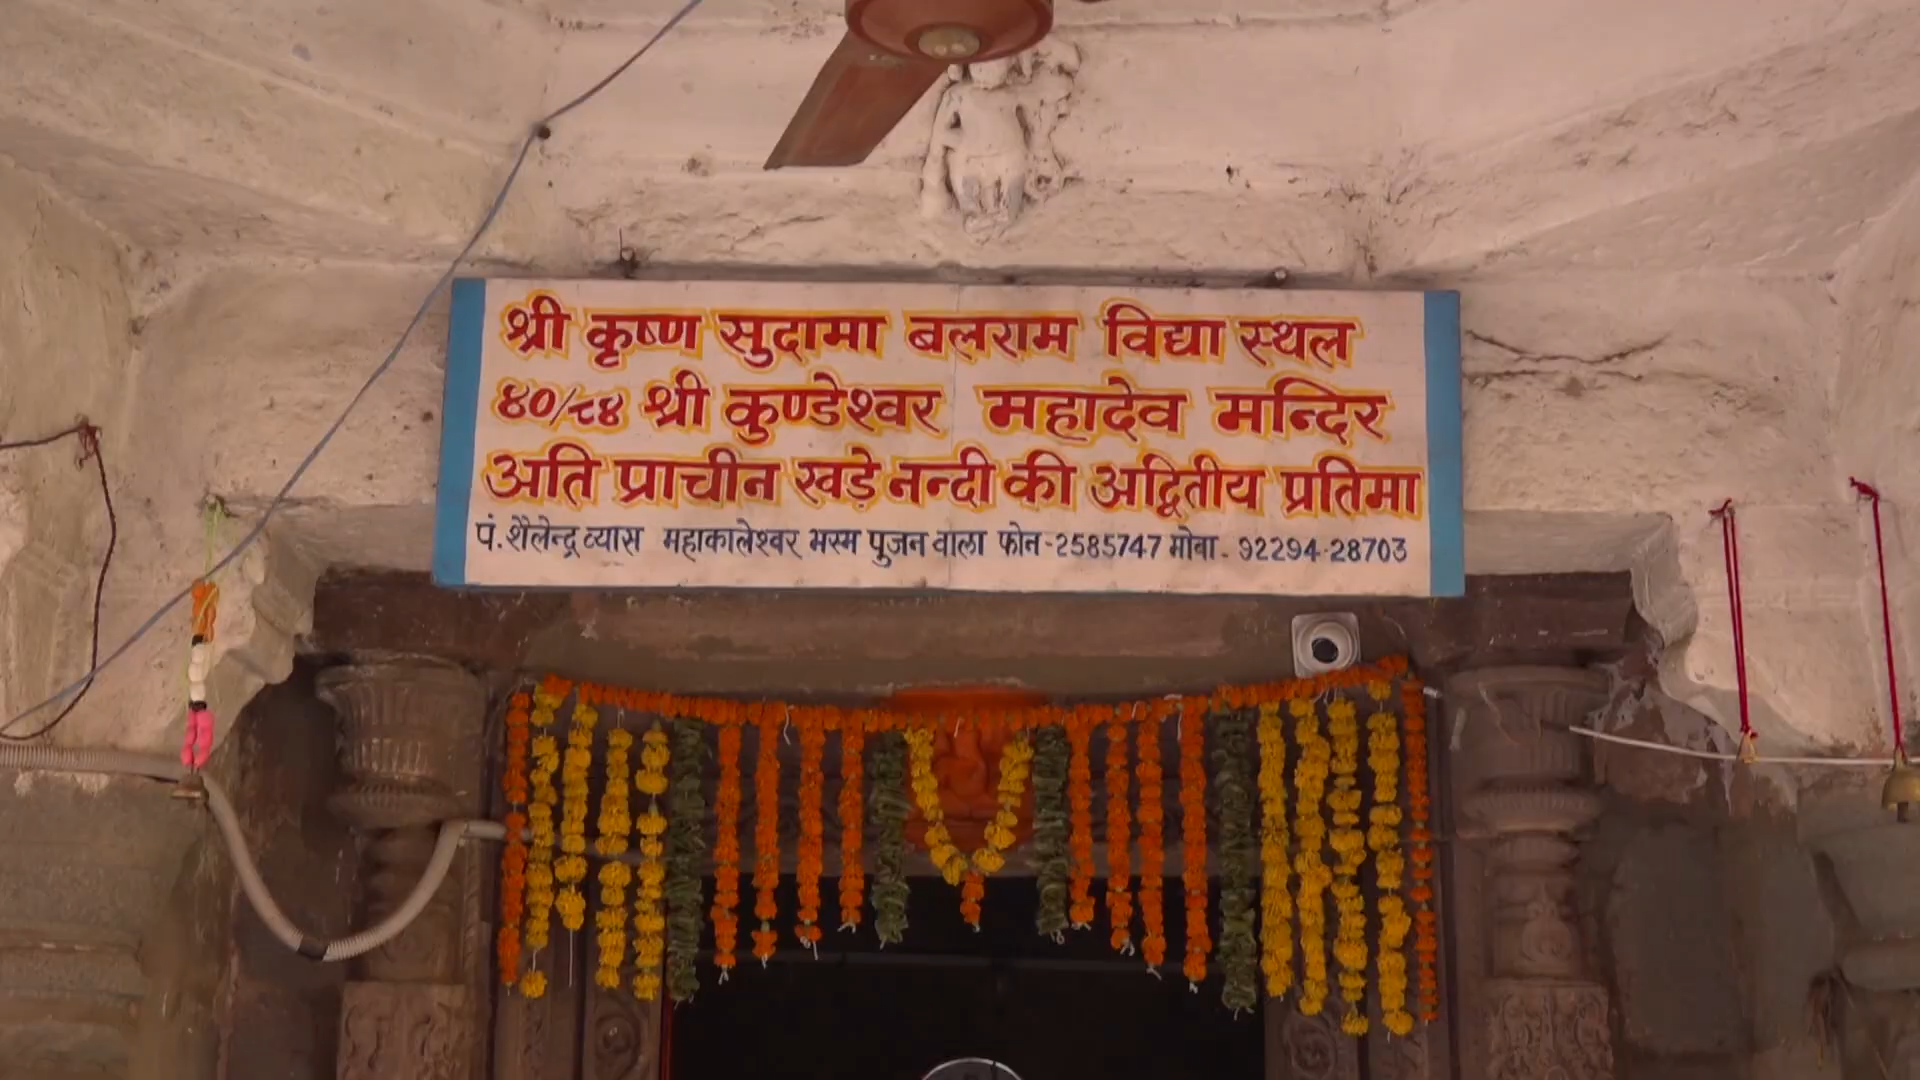 श्री कृष्ण सुदामा बलराम विद्या स्थल
४०/८४ श्री कुण्डेश्वर महादेव मन्दिर
अति प्राचीन खड़े नन्दी की अद्वितीय प्रतिमा
पं. शैलेन्द्र व्यास महाकालेश्वर भस्म पुजन वाला फोन-2585747 मोबा. 92294-28703